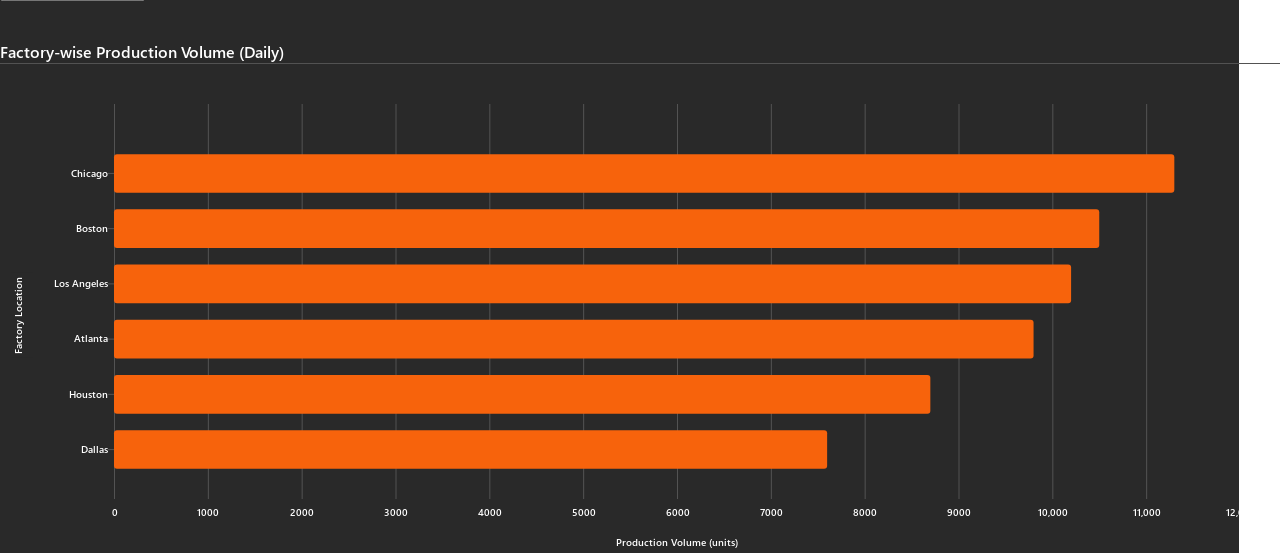 Factory-wise Production Volume (Daily)
Chicago
Boston
Los Angeles
Atlanta
Houston
Dallas
Factory Location
0 1000 2000 3000 4000 5000 6000 7000 8000 9000 10,000 11,000
Production Volume (units)